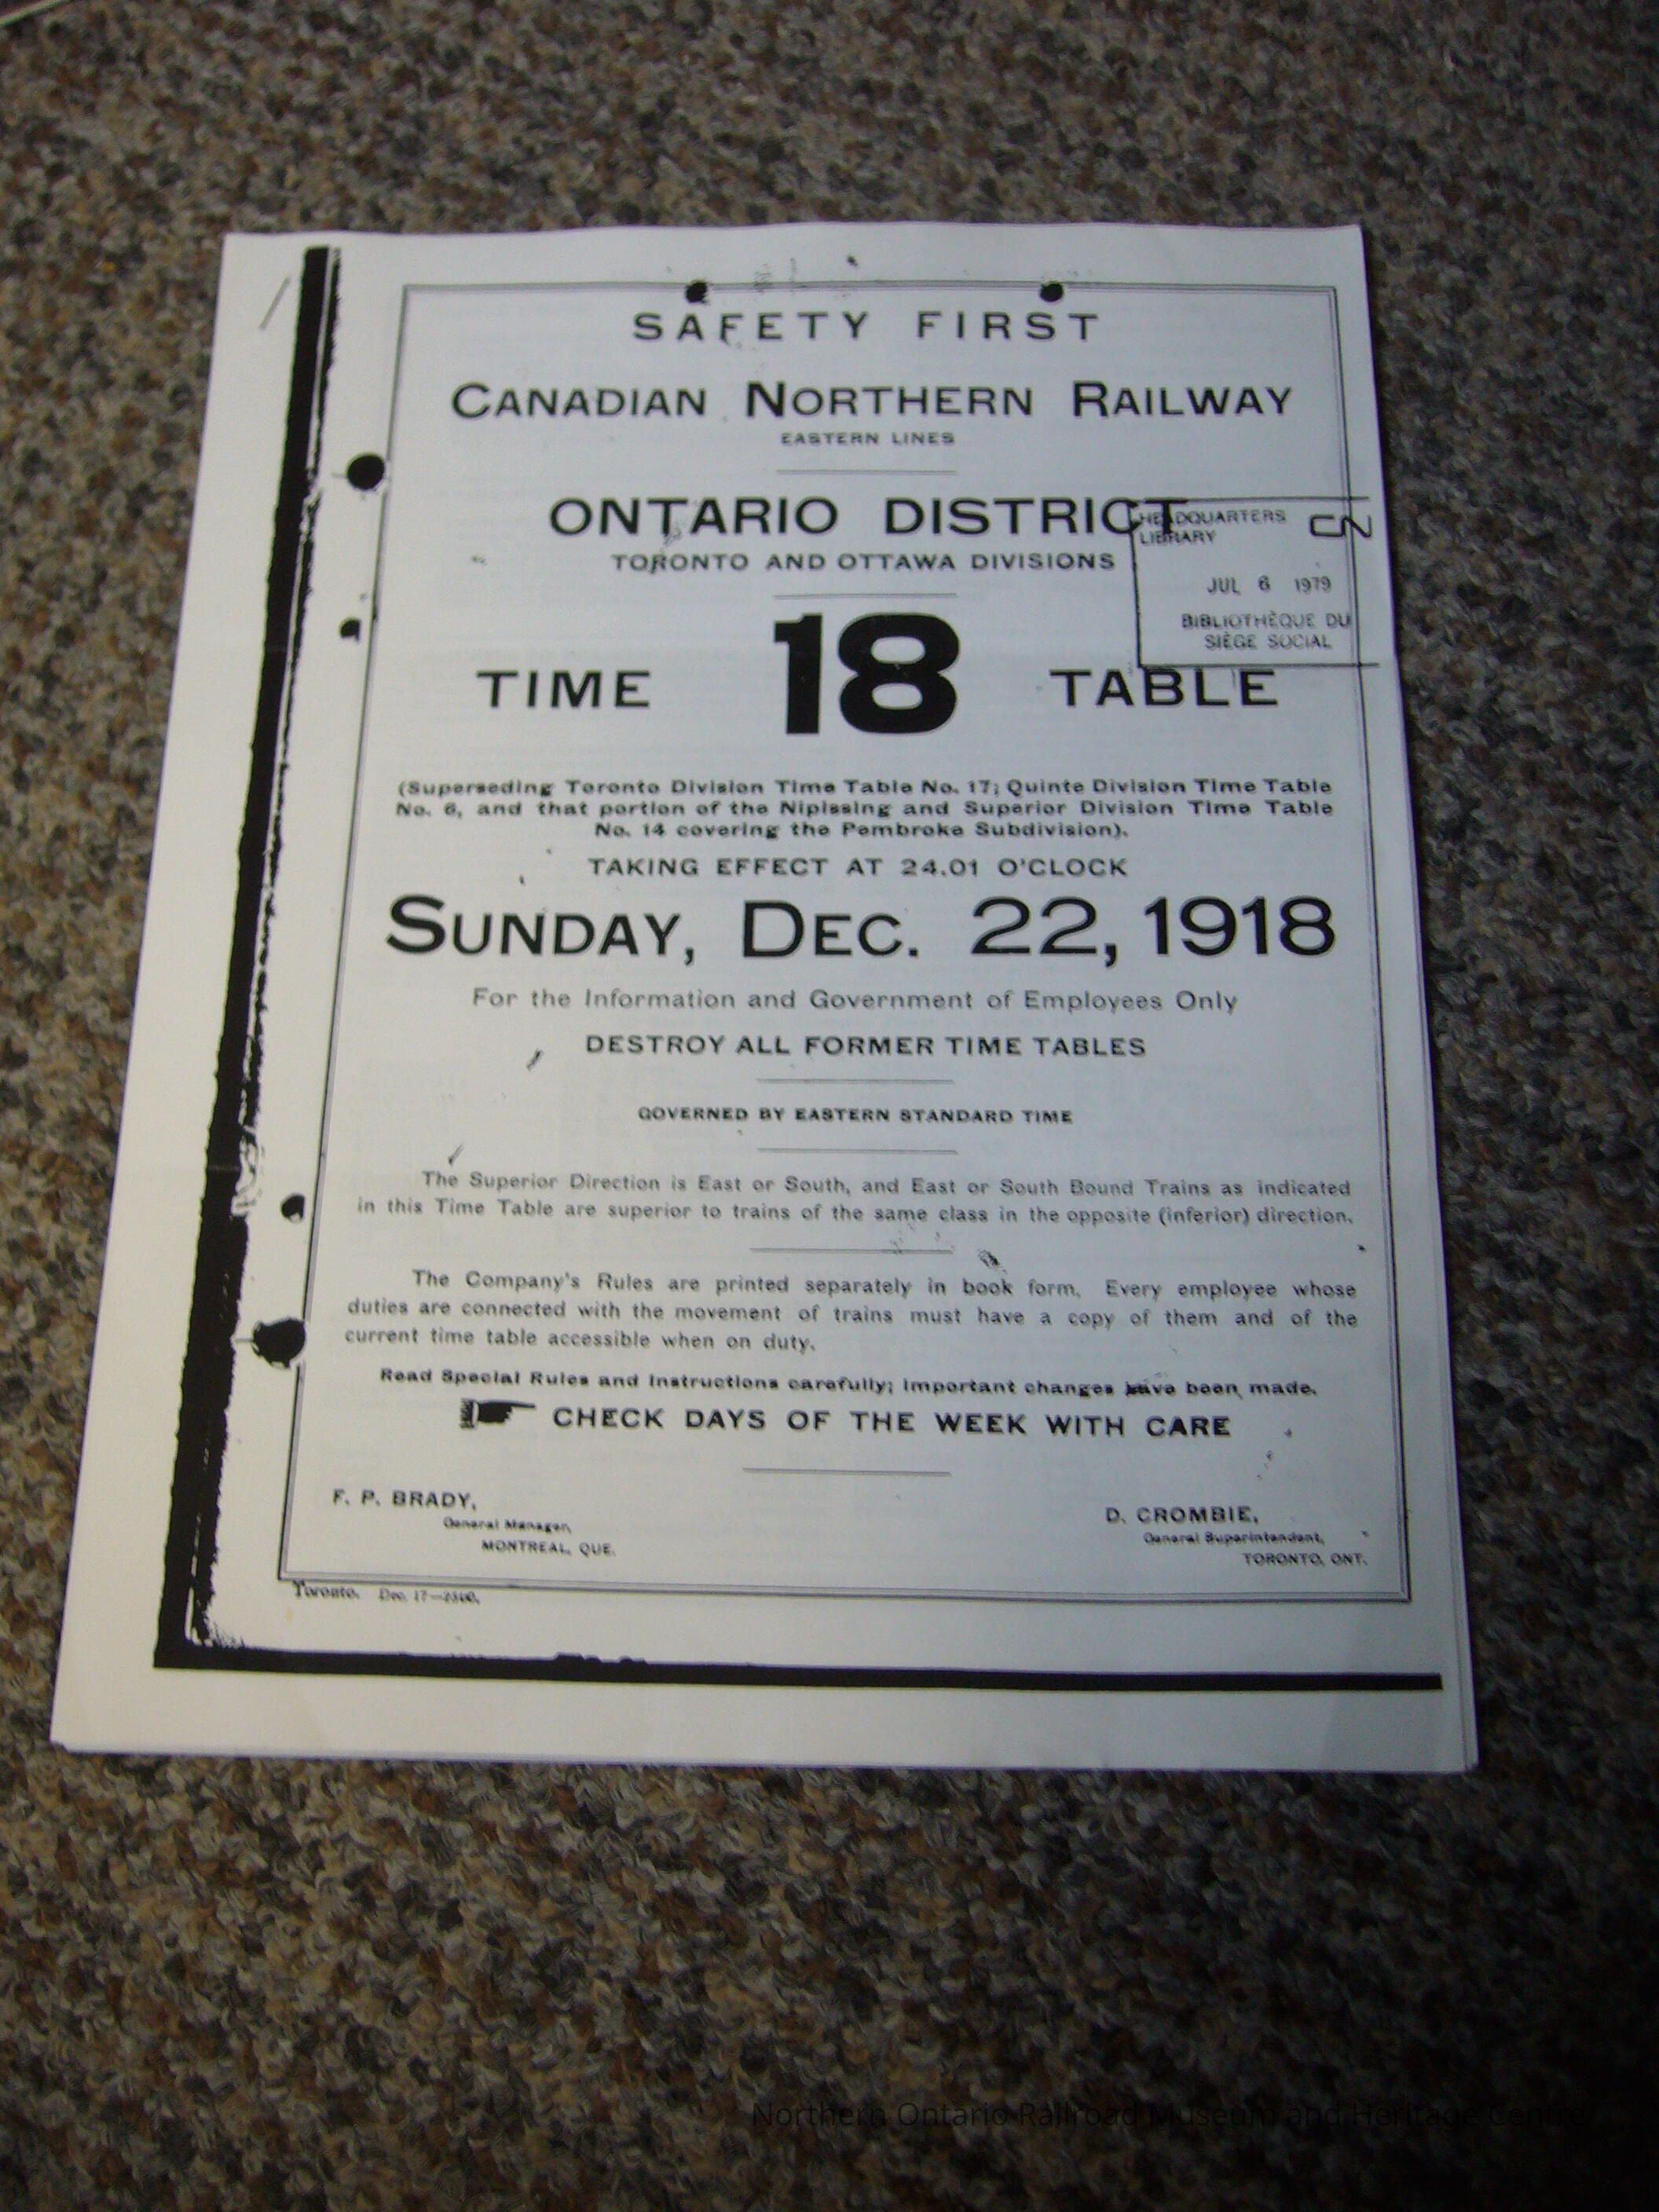 SAFETY FIRST
CANADIAN NORTHERN RAILWAY
EASTERN LINES
ONTARIO DISTRICT
TORONTO AND OTTAWA DIVISIONS
HEADQUARTERS
LIBRARY
JUL 6 1979
BIBLIOTHÈQUE DU
SIÈGE SOCIAL
TIME 18 TABLE
(Superseding Toronto Division Time Table No. 17; Quinte Division Time Table
No. 6, and that portion of the Nipissing and Superior Division Time Table
No. 14 covering the Pembroke Subdivision).
TAKING EFFECT AT 24.01 O'CLOCK
SUNDAY, DEC. 22, 1918
For the Information and Government of Employees Only
DESTROY ALL FORMER TIME TABLES
GOVERNED BY EASTERN STANDARD TIME
The Superior Direction is East or South, and East or South Bound Trains as indicated
in this Time Table are superior to trains of the same class in the opposite (inferior) direction.
The Company's Rules are printed separately in book form. Every employee whose
duties are connected with the movement of trains must have a copy of them and of the
current time table accessible when on duty.
Read Special Rules and Instructions carefully; important changes have been made.
CHECK DAYS OF THE WEEK WITH CARE
F. P. BRADY,
General Manager,
MONTREAL, QUE.
D. CROMBIE,
General Superintendent,
TORONTO, ONT.
Toronto. Dec. 17—
Northern Ontario Railroad Museum and Heritage Centre